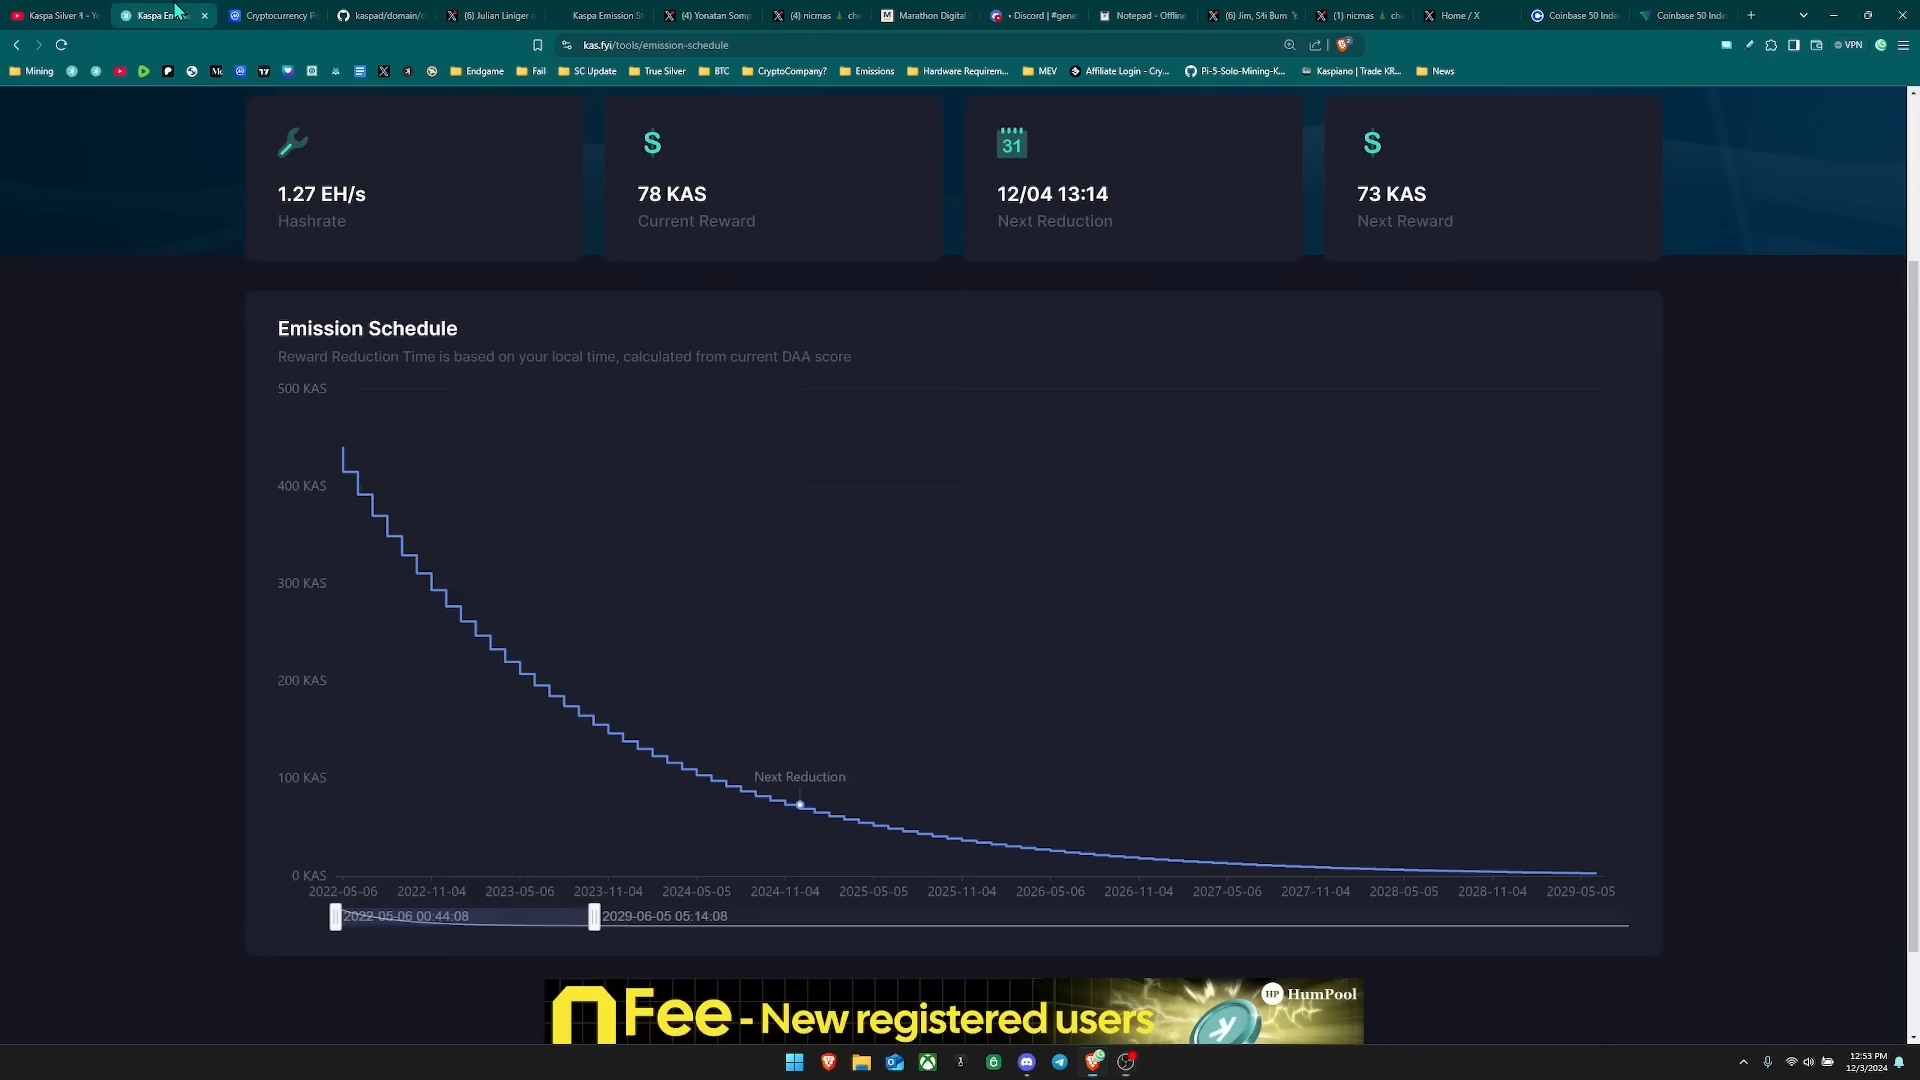 Kaspa Silver
Kaspa Em
Cryptocurrency P
kaspad/domain/c
(6) Julian Liniger c
Kaspa Emission S
(4) Yonatan Somp
(4) nicmas
Marathon Digital
• Discord | #gene
Notepad - Offline
(1) nicmas
Home / X
Coinbase 50 Inde
Coinbase 50 Inde
kas.fyi/tools/emission-schedule
VPN
Mining
Endgame
Fail
SC Update
True Silver
BTC
CryptoCompany?
Emissions
Hardware Requirem...
MEV
Affiliate Login - Cry...
Pi-5-Solo-Mining-K...
Kaspiano | Trade KR...
News
31
1.27 EH/s
Hashrate
78 KAS
Current Reward
12/04 13:14
Next Reduction
73 KAS
Next Reward
Emission Schedule
Reward Reduction Time is based on your local time, calculated from current DAA score
500 KAS
400 KAS
300 KAS
200 KAS
100 KAS
0 KAS
Next Reduction
2022-05-06
2022-11-04
2023-05-06
2023-11-04
2024-05-05
2024-11-04
2025-05-05
2025-11-04
2026-05-06
2026-11-04
2027-05-06
2027-11-04
2028-05-05
2028-11-04
2029-05-05
2022-05-06 00:44:08
2029-06-05 05:14:08
Fee - New registered users
HP HumPool
12:53 PM
12/3/2024